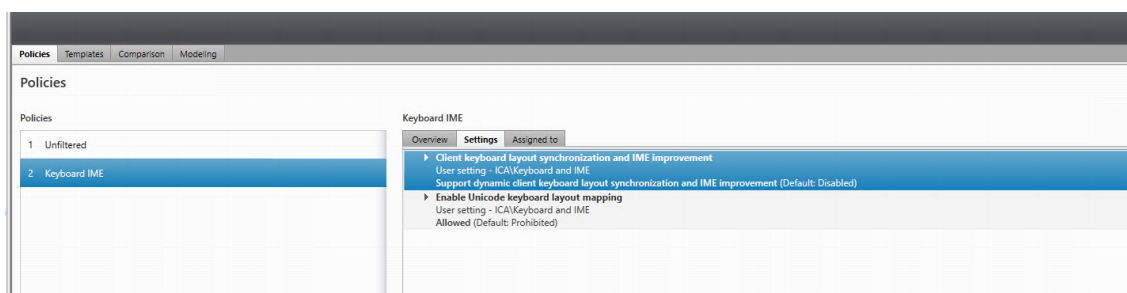 Policies Templates Comparison Modeling
Policies
Policies
1 Unfiltered
2 Keyboard IME
Keyboard IME
Overview Settings Assigned to
Client keyboard layout synchronization and IME improvement
User setting - ICA\Keyboard and IME
Support dynamic client keyboard layout synchronization and IME improvement (Default: Disabled)
Enable Unicode keyboard layout mapping
User setting - ICA\Keyboard and IME
Allowed (Default: Prohibited)